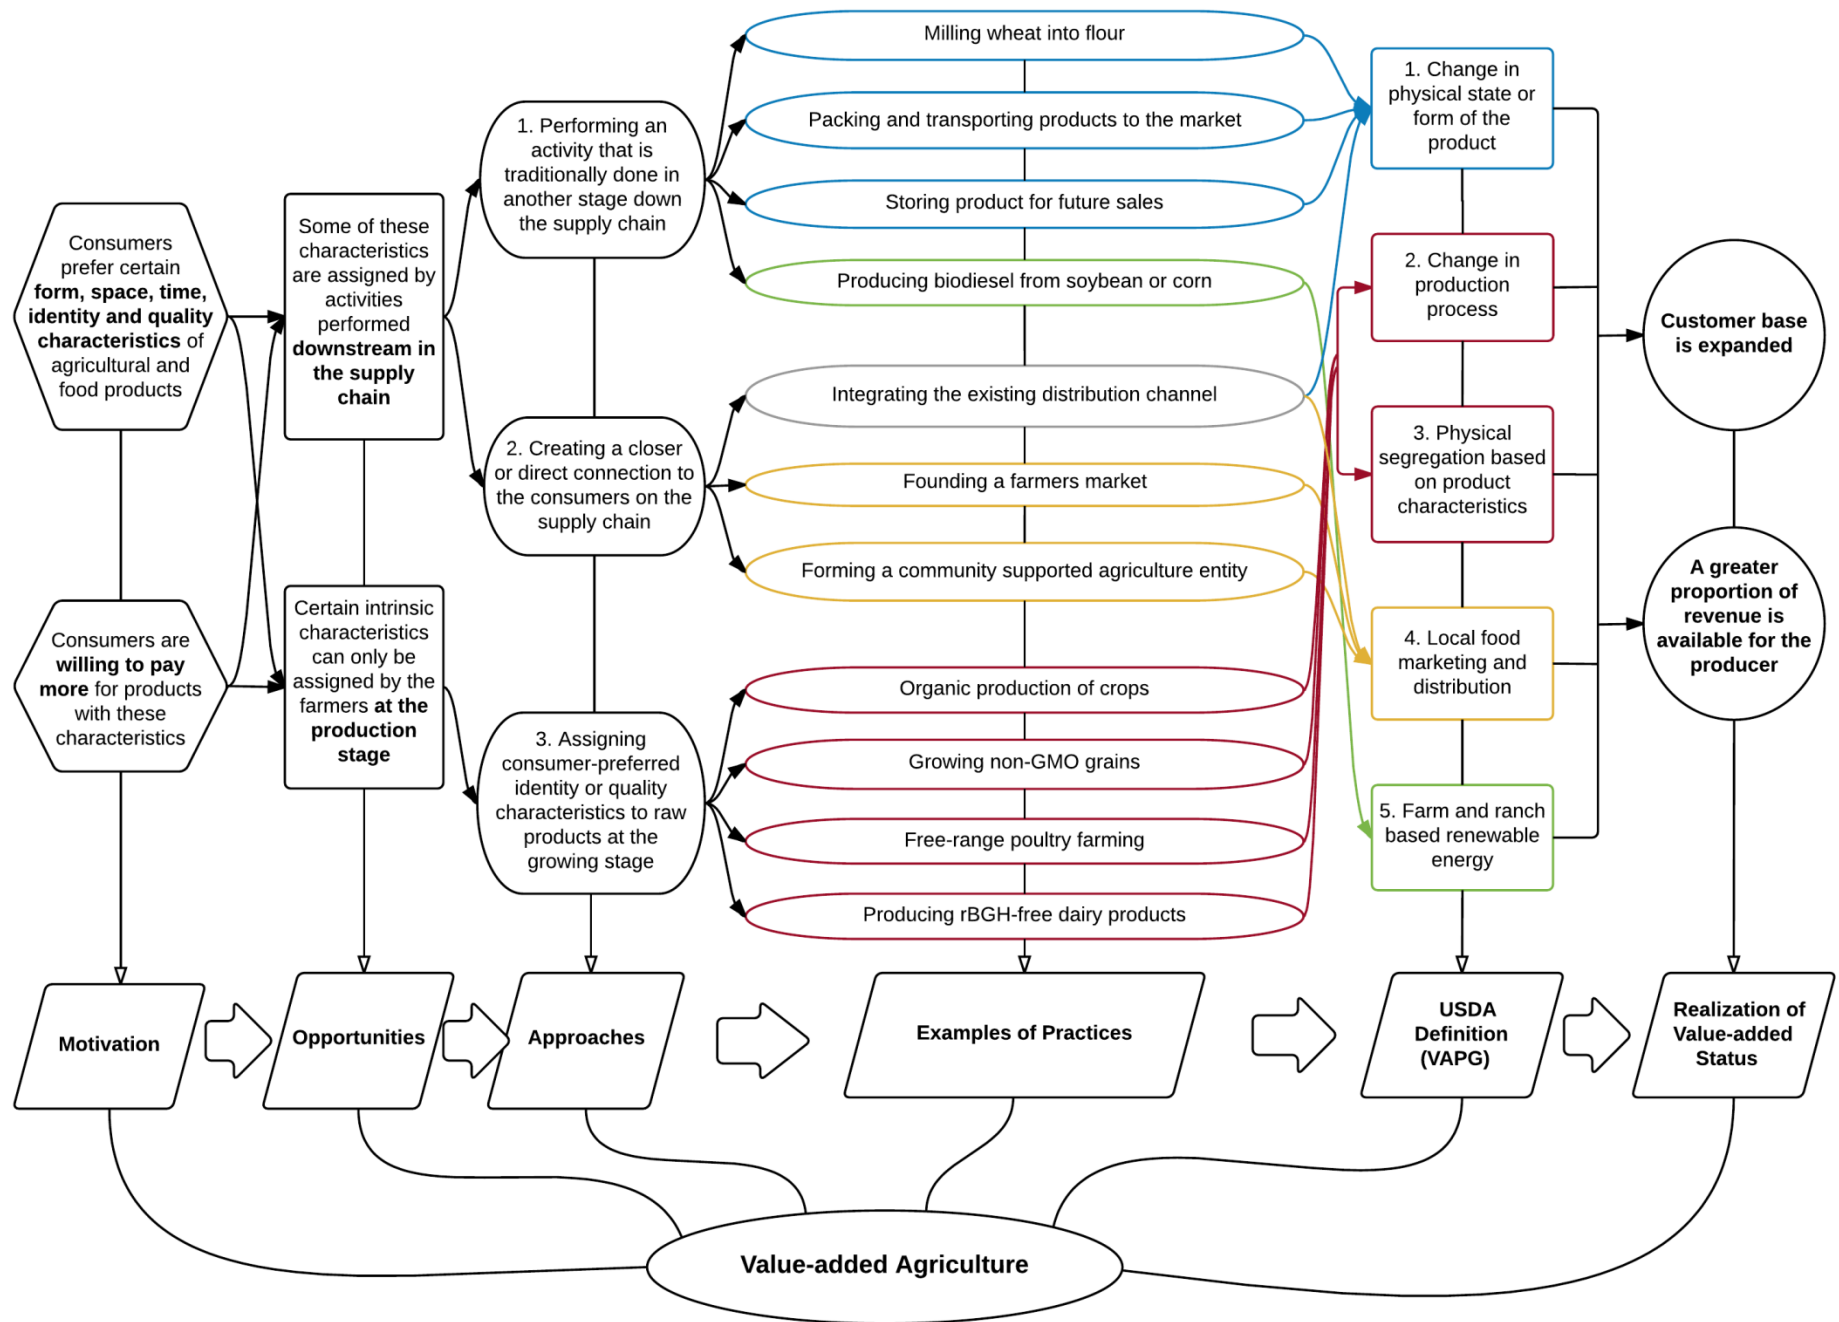 Consumers
prefer certain
form, space, time,
identity and quality
characteristics of
agricultural and
food products
Consumers are
willing to pay
more for products
with these
characteristics
Some of these
characteristics
are assigned by
activities
performed
downstream in
the supply
chain
Certain intrinsic
characteristics
can only be
assigned by the
farmers at the
production
stage
1. Performing an
activity that is
traditionally done in
another stage down
the supply chain
2. Creating a closer
or direct connection to
the consumers on the
supply chain
3. Assigning
consumer-preferred
identity or quality
characteristics to raw
products at the
growing stage
Milling wheat into flour
Packing and transporting products to the market
Storing product for future sales
Producing biodiesel from soybean or corn
Integrating the existing distribution channel
Founding a farmers market
Forming a community supported agriculture entity
Organic production of crops
Growing non-GMO grains
Free-range poultry farming
Producing rBGH-free dairy products
1. Change in
physical state or
form of the
product
2. Change in
production
process
3. Physical
segregation based
on product
characteristics
4. Local food
marketing and
distribution
5. Farm and ranch
based renewable
energy
Customer base
is expanded
A greater
proportion of
revenue is
available for the
producer
Motivation
Opportunities
Approaches
Examples of Practices
USDA
Definition
(VAPG)
Realization of
Value-added
Status
Value-added Agriculture